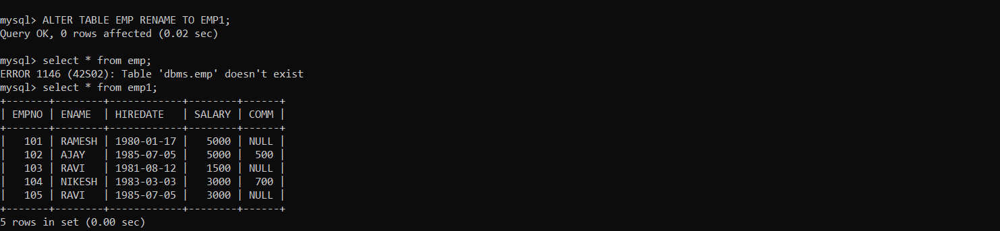 mysql> ALTER TABLE EMP RENAME TO EMP1;
Query OK, 0 rows affected (0.02 sec)
mysql> select * from emp;
ERROR 1146 (42S02): Table 'dbms.emp' doesn't exist
mysql> select * from emp1;
+-------+--------+------------+--------+------+
| EMPNO | ENAME  | HIREDATE   | SALARY | COMM |
+-------+--------+------------+--------+------+
|   101 | RAMESH | 1980-01-17 |   5000 | NULL |
|   102 | AJAY   | 1985-07-05 |   5000 |  500 |
|   103 | RAVI   | 1981-08-12 |   1500 | NULL |
|   104 | NIKESH | 1983-03-03 |   3000 |  700 |
|   105 | RAVI   | 1985-07-05 |   3000 | NULL |
+-------+--------+------------+--------+------+
5 rows in set (0.00 sec)